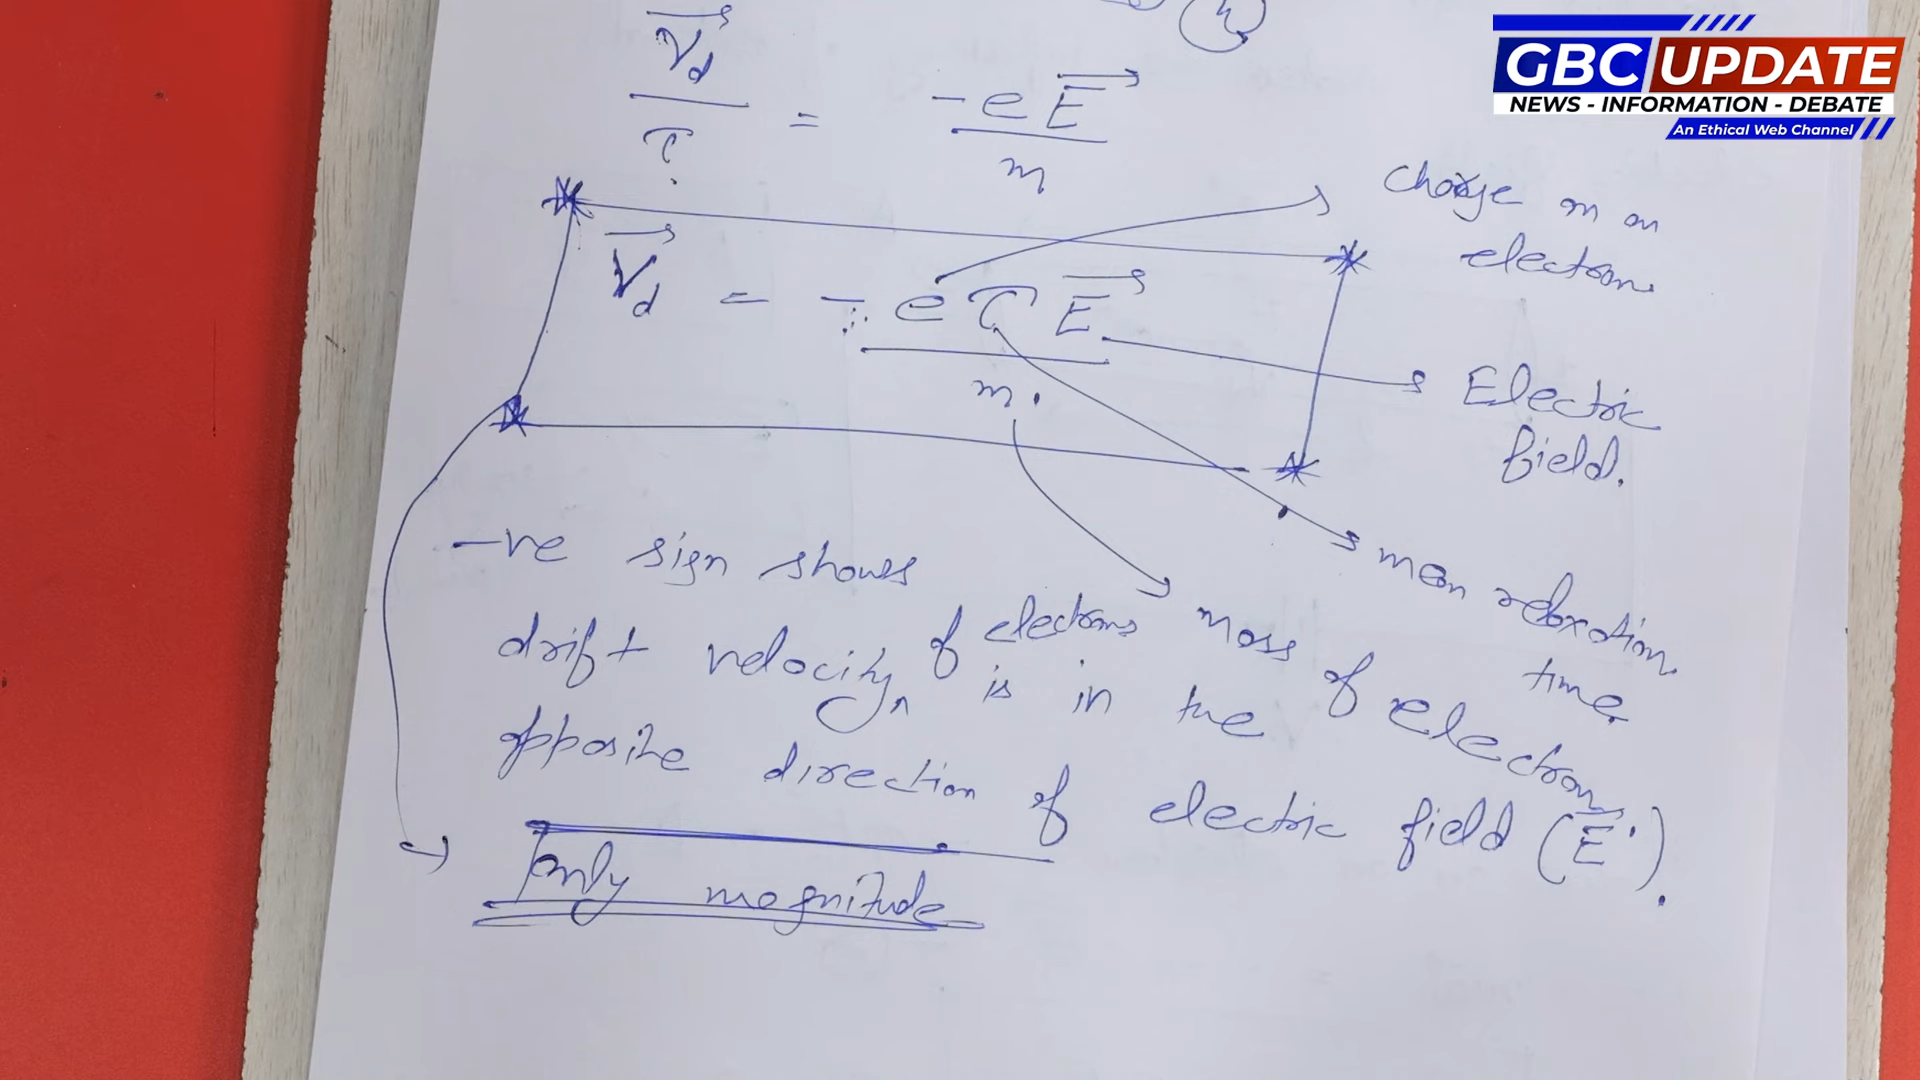 GBC UPDATE
NEWS - INFORMATION - DEBATE
An Ethical Web Channel
V⃗d / τ = -eE⃗ / m
charge on an
electron.
V⃗d = -eτE⃗ / m
Electric
field.
mean relaxation
time
mass of electron
-ve sign shows
drift velocity of electrons is in the
opposite direction of electric field (E⃗).
only magnitude